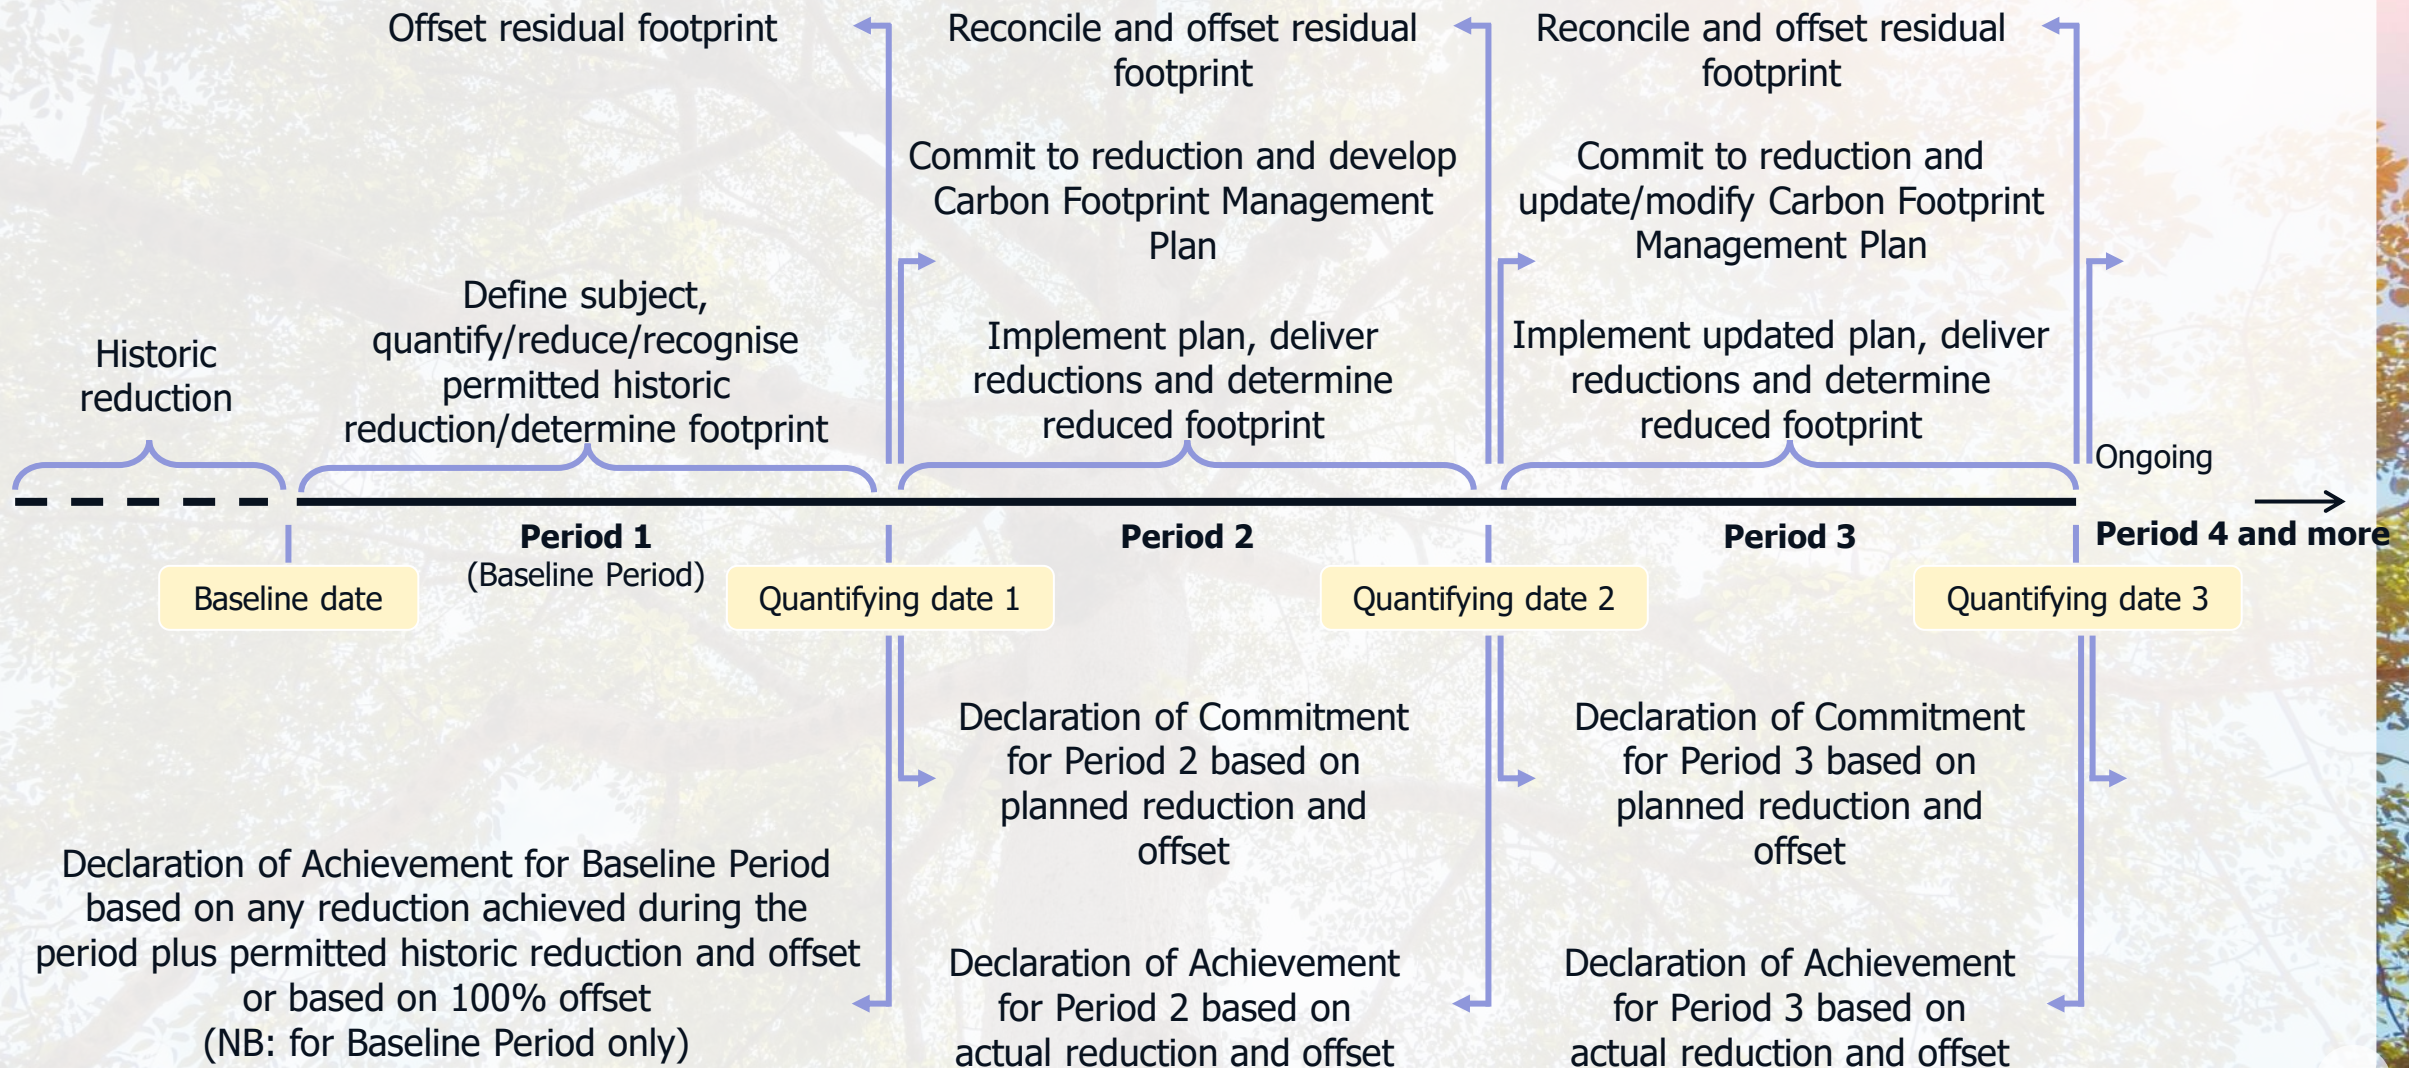 Offset residual footprint
Reconcile and offset residual
footprint
Reconcile and offset residual
footprint
Commit to reduction and develop
Carbon Footprint Management
Plan
Commit to reduction and
update/modify Carbon Footprint
Management Plan
Historic
reduction
Define subject,
quantify/reduce/recognise
permitted historic
reduction/determine footprint
Implement plan, deliver
reductions and determine
reduced footprint
Implement updated plan, deliver
reductions and determine
reduced footprint
Ongoing
Period 1
(Baseline Period)
Period 2
Period 3
Period 4 and more
Baseline date
Quantifying date 1
Quantifying date 2
Quantifying date 3
Declaration of Commitment
for Period 2 based on
planned reduction and
offset
Declaration of Commitment
for Period 3 based on
planned reduction and
offset
Declaration of Achievement for Baseline Period
based on any reduction achieved during the
period plus permitted historic reduction and offset
or based on 100% offset
(NB: for Baseline Period only)
Declaration of Achievement
for Period 2 based on
actual reduction and offset
Declaration of Achievement
for Period 3 based on
actual reduction and offset